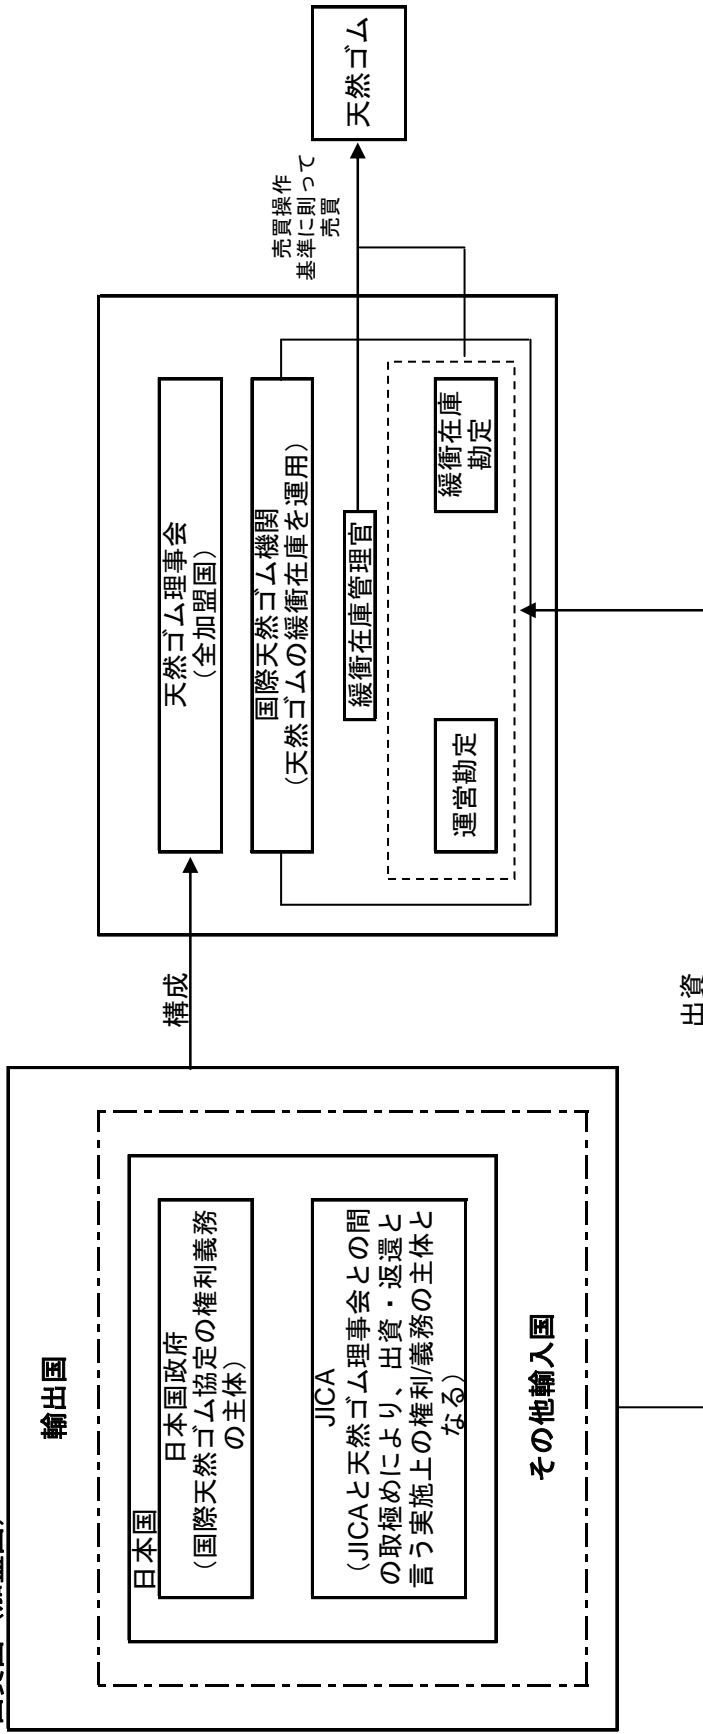 輸出国
日本国
日本国政府
（国際天然ゴム協定の権利義務
の主体）
JICA
（JICAと天然ゴム理事会との間
の取極めにより、出資・返還と
言う実施上の権利/義務の主体と
なる）
その他輸入国
構成
出資
天然ゴム理事会
（全加盟国）
国際天然ゴム機関
（天然ゴムの緩衝在庫を運用）
緩衝在庫管理官
運営勘定
緩衝在庫
勘定
売買操作
基準に則って
売買
天然ゴム